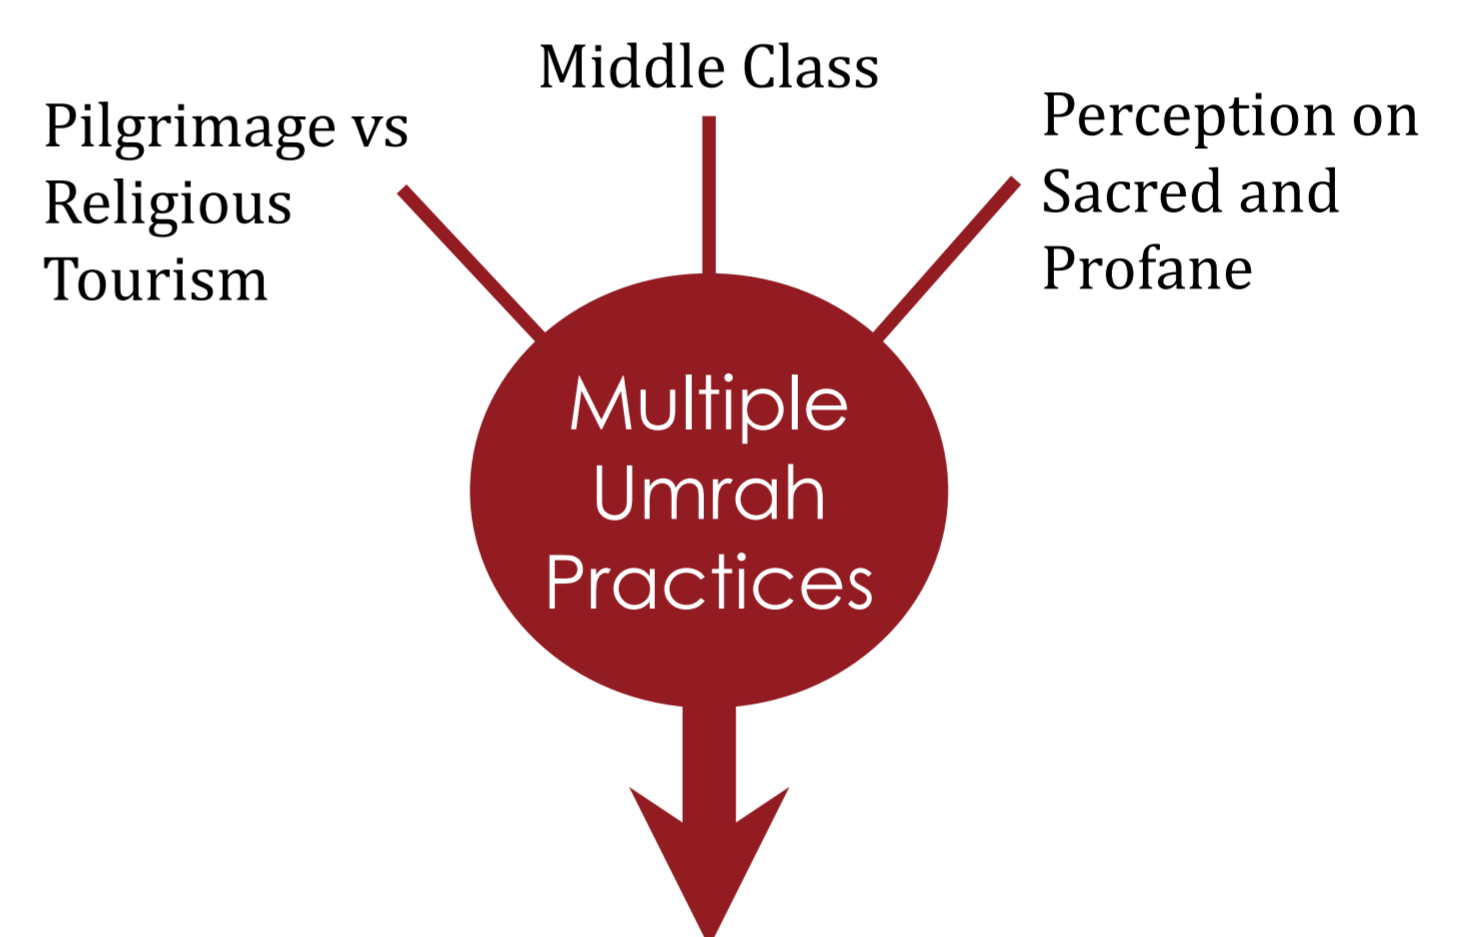 Middle Class
Pilgrimage vs
Religious
Tourism
Perception on
Sacred and
Profane
Multiple
Umrah
Practices